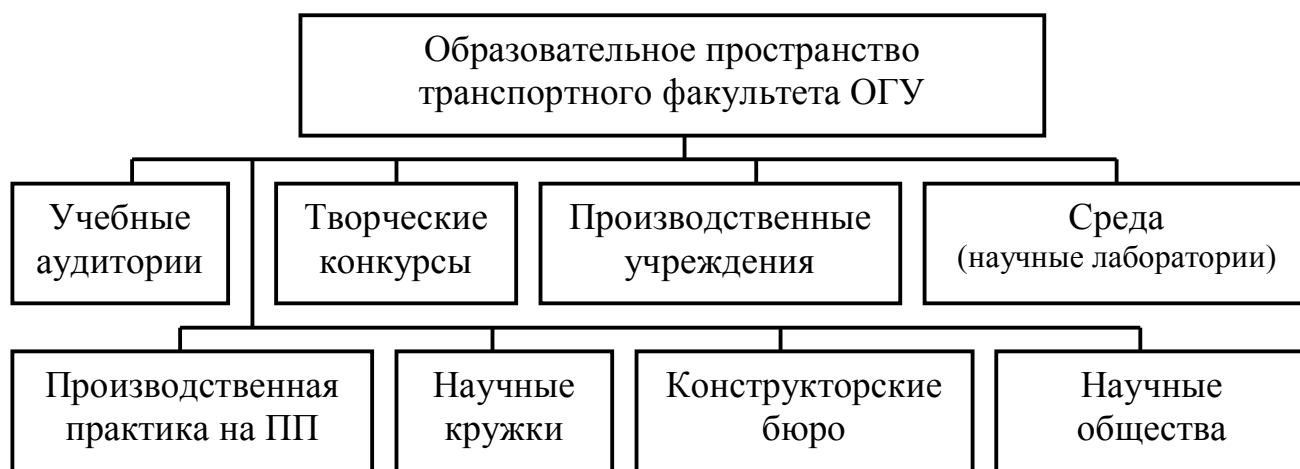 Образовательное пространство
транспортного факультета ОГУ
Учебные
аудитории
Творческие
конкурсы
Производственные
учреждения
Среда
(научные лаборатории)
Производственная
практика на ПП
Научные
кружки
Конструкторские
бюро
Научные
общества